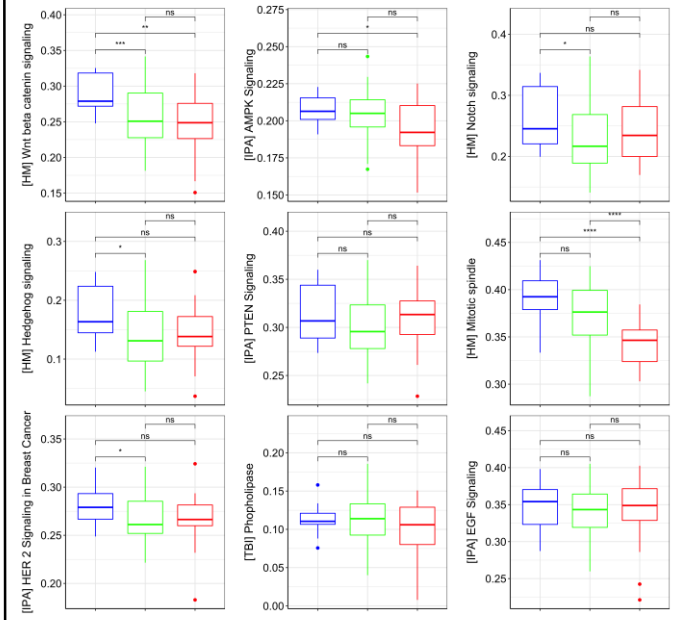 [HM] Wnt beta catenin signaling
0.40
0.35
0.30
0.25
0.20
0.15
ns
**
***
[IPA] AMPK Signaling
0.275
0.250
0.225
0.200
0.175
0.150
ns
*
ns
[HM] Notch signaling
0.4
0.3
0.2
ns
ns
*
[HM] Hedgehog signaling
0.3
0.2
0.1
ns
ns
*
[IPA] PTEN Signaling
0.40
0.35
0.30
0.25
ns
ns
ns
[HM] Mitotic spindle
0.45
0.40
0.35
0.30
****
****
ns
[IPA] HER 2 Signaling in Breast Cancer
0.35
0.30
0.25
0.20
ns
ns
*
[TBI] Phopholipase
0.20
0.15
0.10
0.05
0.00
ns
ns
ns
[IPA] EGF Signaling
0.45
0.40
0.35
0.30
0.25
ns
ns
ns